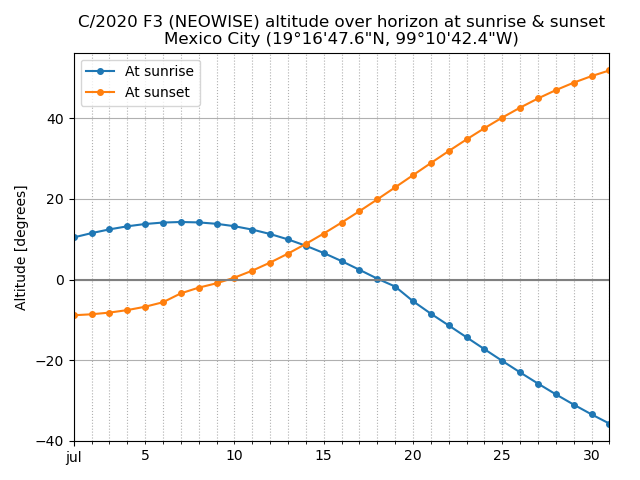 C/2020 F3 (NEOWISE) altitude over horizon at sunrise & sunset
Mexico City (19°16'47.6"N, 99°10'42.4"W)
At sunrise
At sunset
Altitude [degrees]
40
20
0
−20
−40
jul
5
10
15
20
25
30